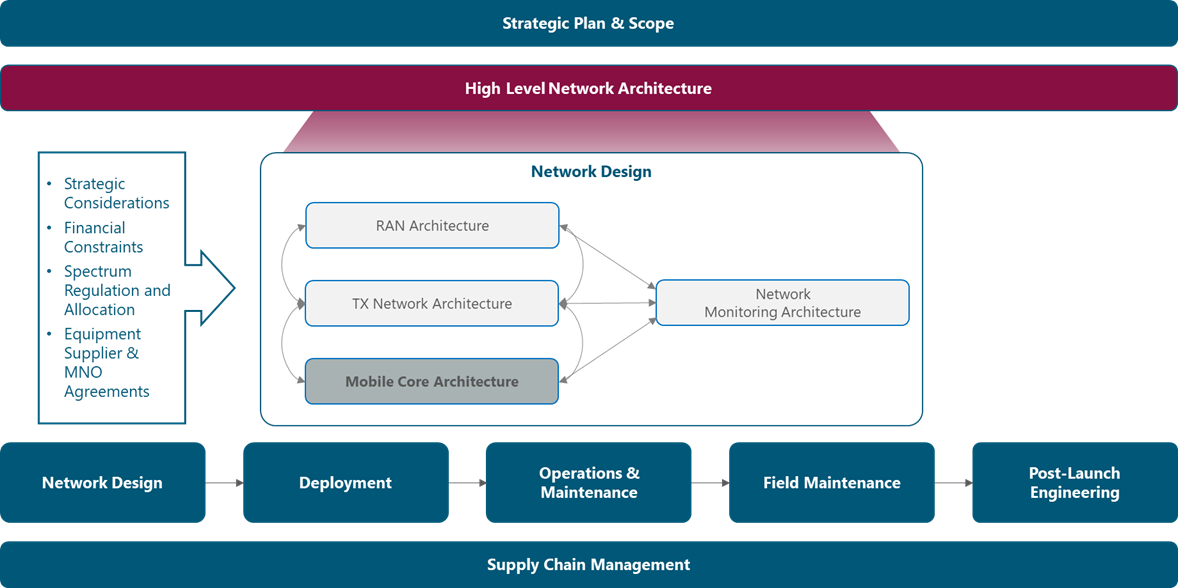 Strategic Plan & Scope
High Level Network Architecture
• Strategic
Considerations
• Financial
Constraints
• Spectrum
Regulation and
Allocation
• Equipment
Supplier &
MNO
Agreements
Network Design
RAN Architecture
TX Network Architecture
Mobile Core Architecture
Network
Monitoring Architecture
Network Design
Deployment
Operations &
Maintenance
Field Maintenance
Post-Launch
Engineering
Supply Chain Management